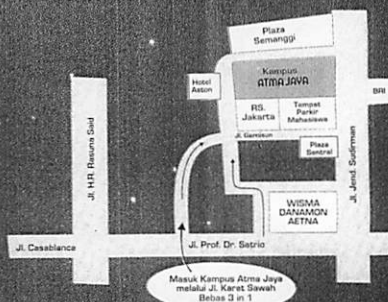 Plaza
Semanggi
Hotel
Aston
Kampus
ATMA JAYA
RS.
Jakarta
Tempat
Parkir
Mahasiswa
BRI
Jl. Garnisun
Plaza
Sentral
Jl. H.R. Rasuna Said
Jl. Jend. Sudirman
WISMA
DANAMON
AETNA
Jl. Casablanca
Jl. Prof. Dr. Satrio
Masuk Kampus Atma Jaya
melalui Jl. Karet Sawah
Bebas 3 in 1